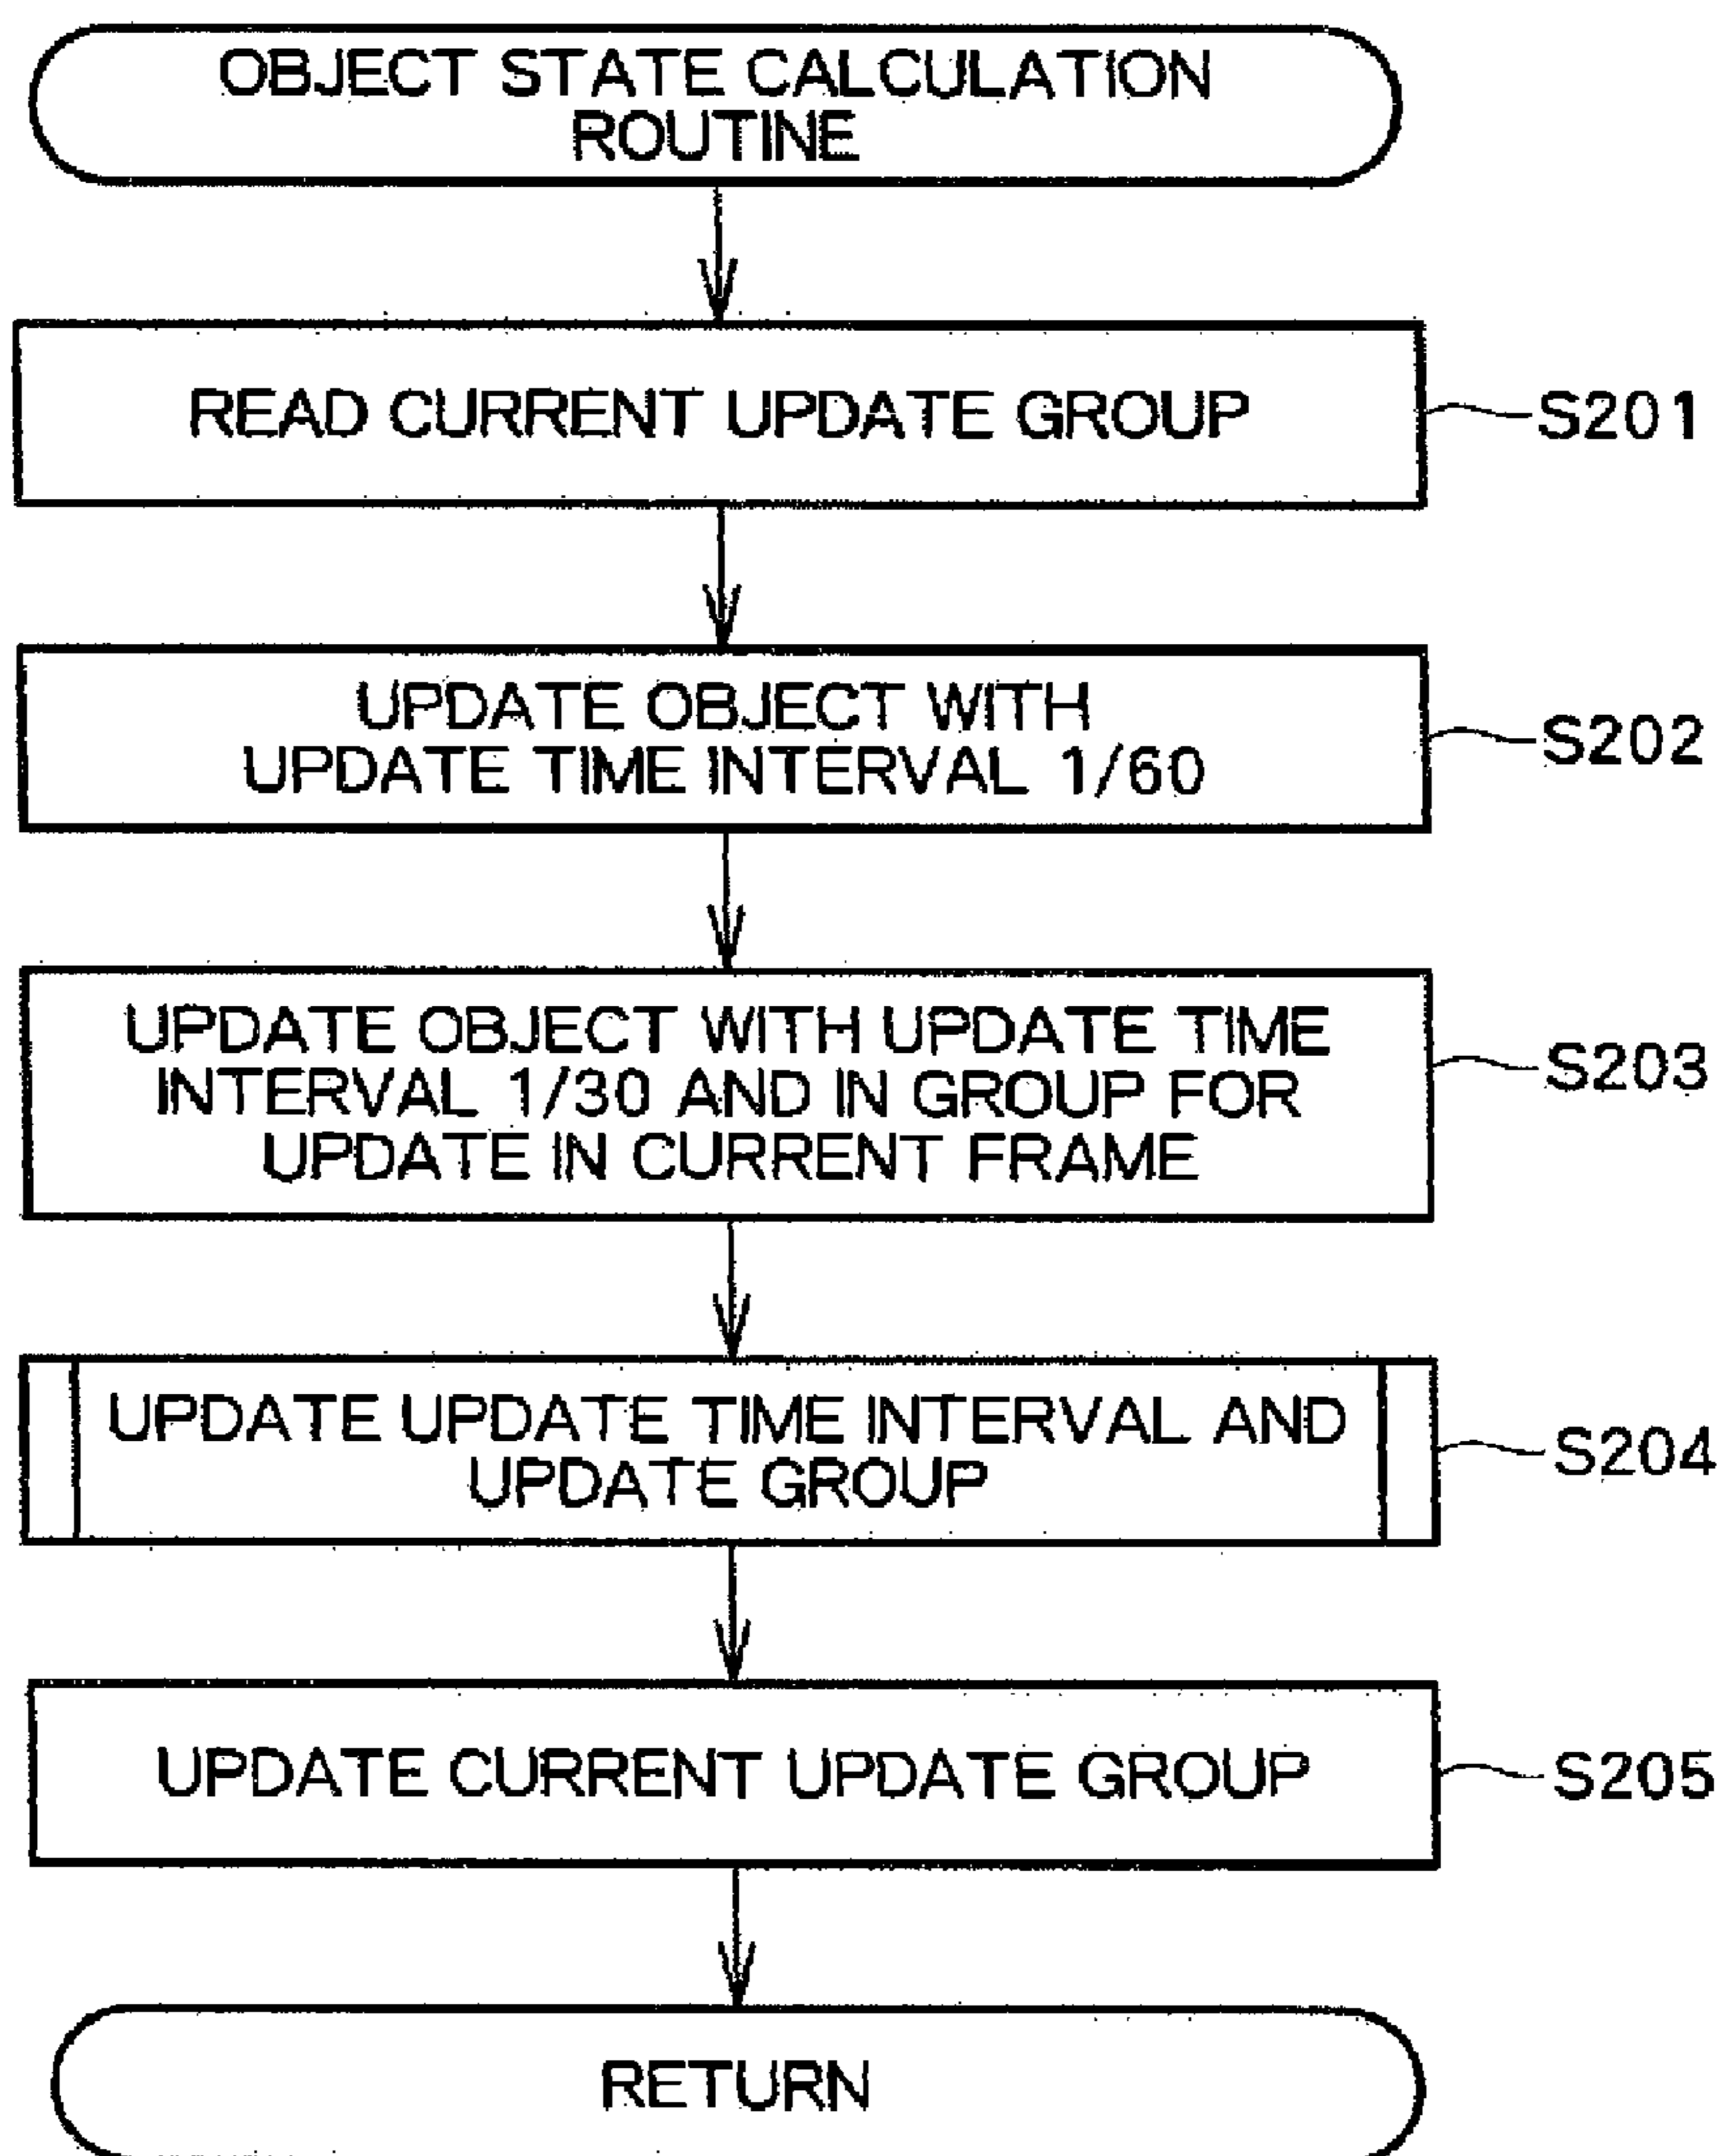 OBJECT STATE CALCULATION
ROUTINE
READ CURRENT UPDATE GROUP
S201
UPDATE OBJECT WITH
UPDATE TIME INTERVAL 1/60
S202
UPDATE OBJECT WITH UPDATE TIME
INTERVAL 1/30 AND IN GROUP FOR
UPDATE IN CURRENT FRAME
S203
UPDATE UPDATE TIME INTERVAL AND
UPDATE GROUP
S204
UPDATE CURRENT UPDATE GROUP
S205
RETURN